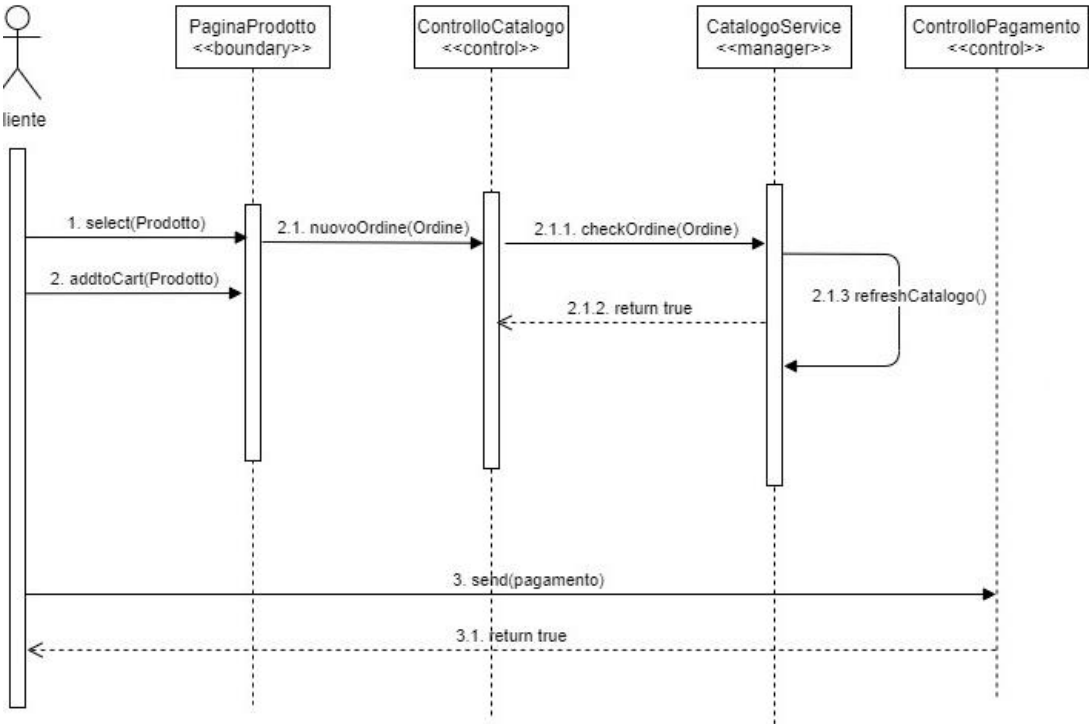 PaginaProdotto
<<boundary>>
ControlloCatalogo
<<control>>
CatalogoService
<<manager>>
ControlloPagamento
<<control>>
liente
1. select(Prodotto)
2.1. nuovoOrdine(Ordine)
2.1.1. checkOrdine(Ordine)
2. addtoCart(Prodotto)
2.1.3 refreshCatalogo()
2.1.2. return true
3. send(pagamento)
3.1. return true